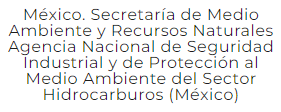 México. Secretaría de Medio
Ambiente y Recursos Naturales
Agencia Nacional de Seguridad
Industrial y de Protección al
Medio Ambiente del Sector
Hidrocarburos (México)